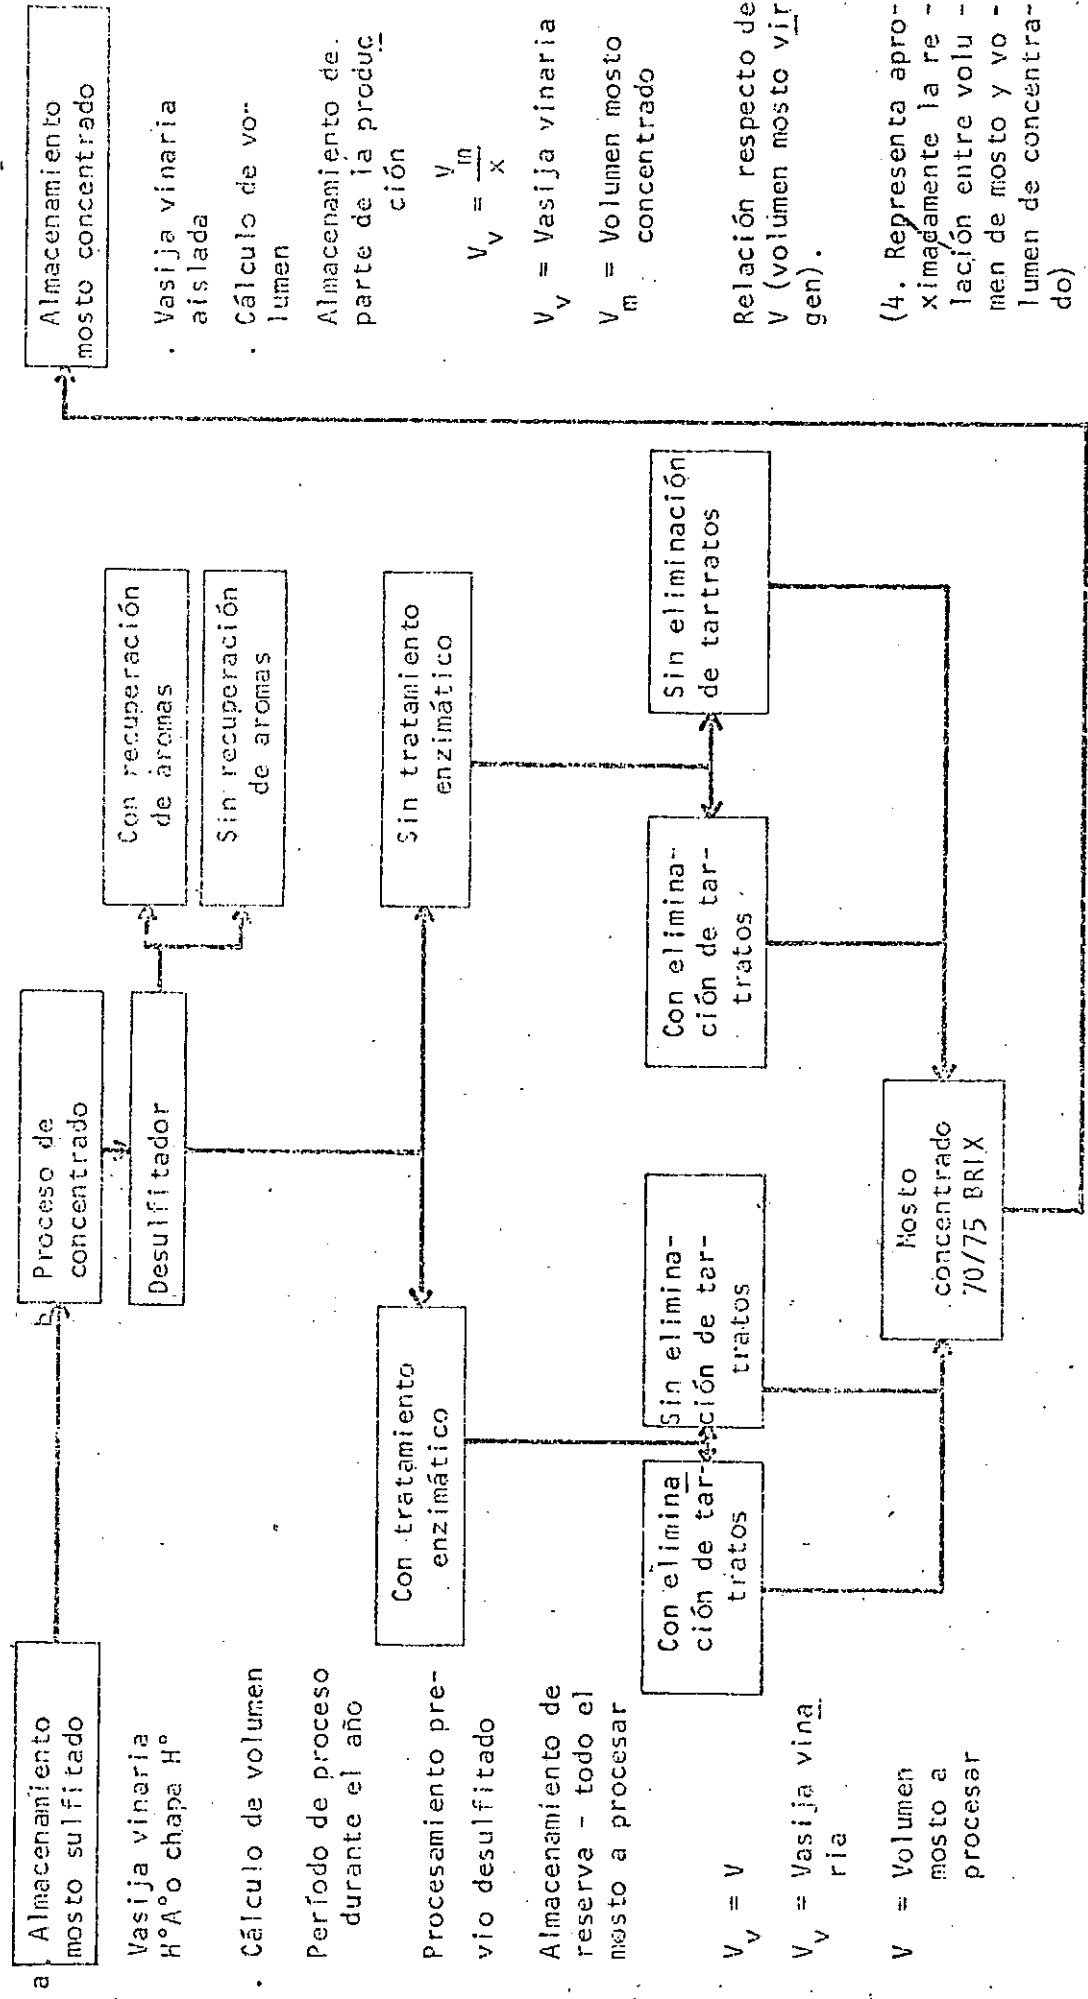 a. Almacenamiento
mosto sulfitado
Vasija vinaria
H°A° o chapa H°
. Cálculo de volumen
Período de proceso
durante el año
Procesamiento pre-
vio desulfitado
Almacenamiento de
reserva - todo el
mosto a procesar
V_v = V
V_v = Vasija vina
ria
V = Volumen
mosto a
procesar
b
Proceso de
concentrado
Desulfitador
Con recuperación
de aromas
Sin recuperación
de aromas
Con tratamiento
enzimático
Sin tratamiento
enzimático
Con elimina
ción de tar-
tratos
Sin elimina-
ción de tar-
tratos
Con elimina-
ción de tar-
tratos
Sin eliminación
de tartratos
Mosto
concentrado
70/75 BRIX
Almacenamiento
mosto concentrado
. Vasija vinaria
aislada
. Cálculo de vo-
lumen
Almacenamiento de
parte de la produc
ción
V_v = V_m / x
V_v = Vasija vinaria
V_m = Volumen mosto
concentrado
Relación respecto de
V (volúmen mosto vir
gen).
(4. Representa apro-
ximadamente la re -
lación entre volu -
men de mosto y vo -
lumen de concentra-
do)